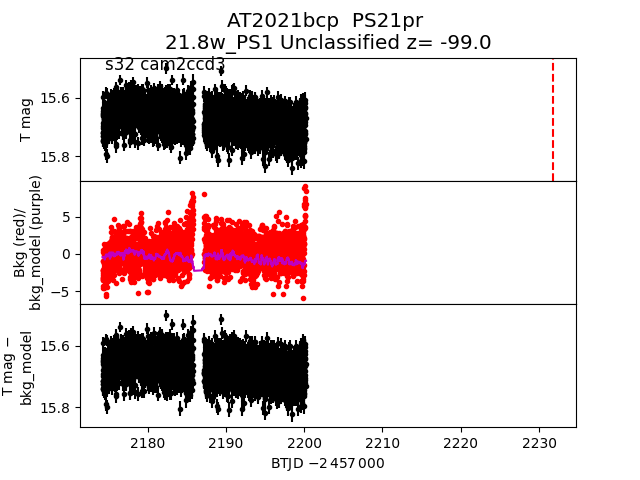 AT2021bcp  PS21pr
21.8w_PS1 Unclassified z= -99.0
s32 cam2ccd3
T mag
15.6
15.8
Bkg (red)/
bkg_model (purple)
5
0
−5
T mag −
bkg_model
15.6
15.8
2180 2190 2200 2210 2220 2230
BTJD −2 457 000